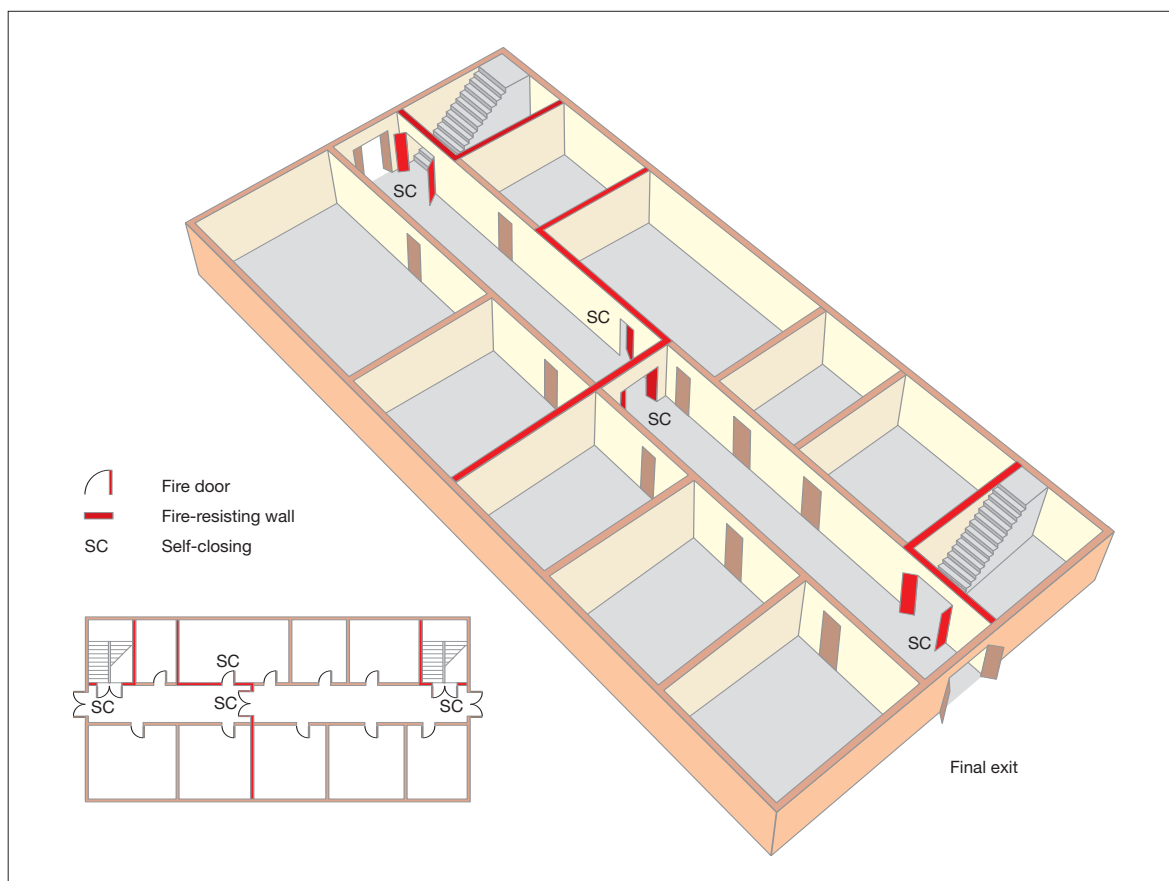 SC
SC
SC
Fire door
Fire-resisting wall
SC Self-closing
SC
SC
SC SC SC
Final exit